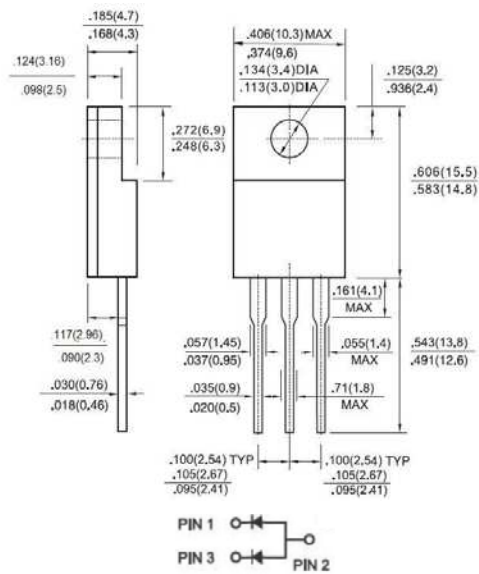 .185(4.7)
.168(4.3)
.124(3.16)
.098(2.5)
.406(10.3) MAX
.374(9.6)
.134(3.4)DIA
.113(3.0)DIA
.125(3.2)
.936(2.4)
.272(6.9)
.248(6.3)
.606(15.5)
.583(14.8)
.161(4.1)
MAX
.117(2.96)
.090(2.3)
.057(1.45)
.037(0.95)
.055(1.4)
MAX
.543(13.8)
.491(12.6)
.030(0.76)
.018(0.46)
.035(0.9)
.020(0.5)
.71(1.8)
MAX
.100(2.54) TYP
.105(2.67)
.095(2.41)
.100(2.54) TYP
.105(2.67)
.095(2.41)
PIN 1
PIN 3
PIN 2